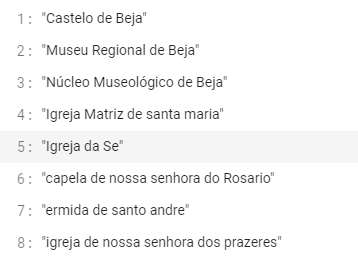 1 : "Castelo de Beja"
2 : "Museu Regional de Beja"
3 : "Núcleo Museológico de Beja"
4 : "Igreja Matriz de santa maria"
5 : "Igreja da Se"
6 : "capela de nossa senhora do Rosario"
7 : "ermida de santo andre"
8 : "igreja de nossa senhora dos prazeres"